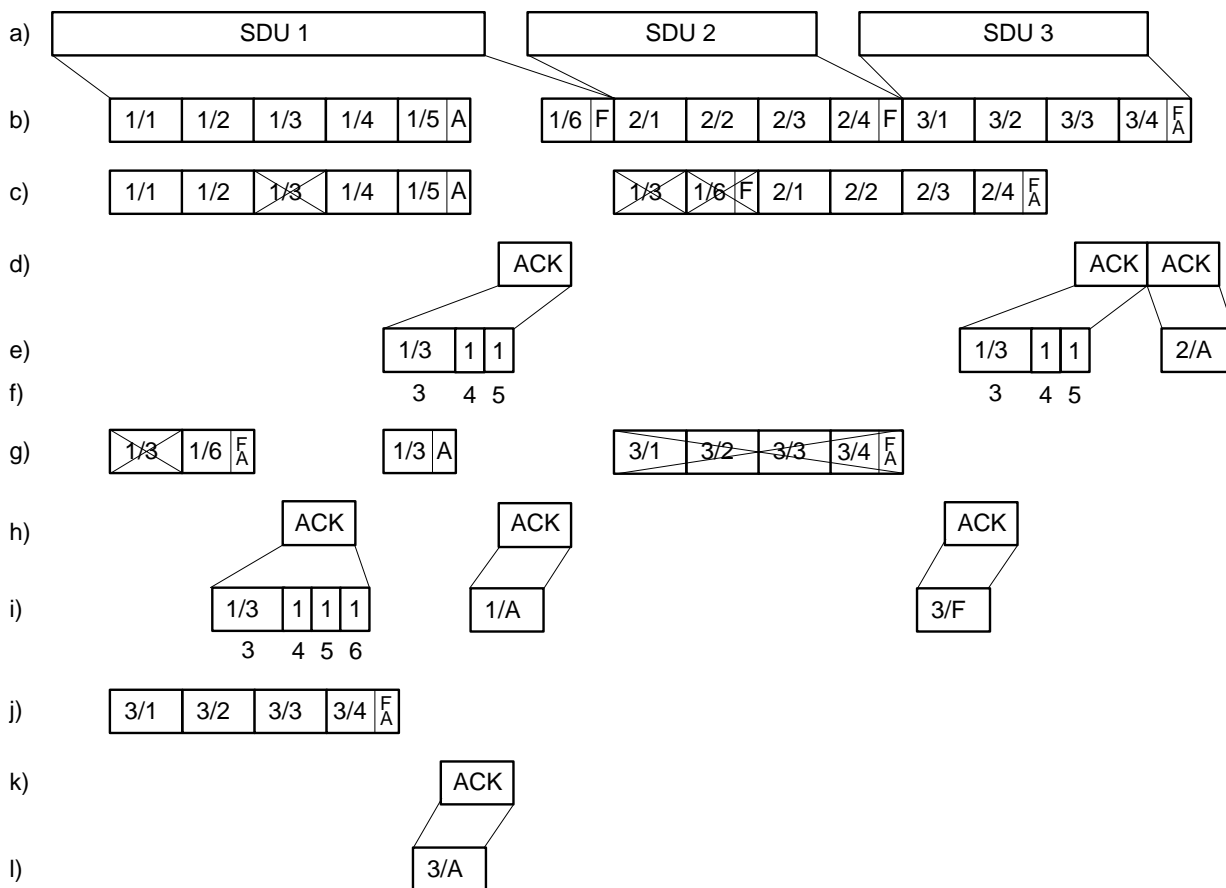 a) SDU 1 SDU 2 SDU 3
b) 1/1 1/2 1/3 1/4 1/5 A 1/6 F 2/1 2/2 2/3 2/4 F 3/1 3/2 3/3 3/4 F A
c) 1/1 1/2 1/3 1/4 1/5 A 1/3 1/6 F 2/1 2/2 2/3 2/4 F A
d) ACK ACK ACK
e) 1/3 1 1 1/3 1 1 2/A
f) 3 4 5 3 4 5
g) 1/3 1/6 F A 1/3 A 3/1 3/2 3/3 3/4 F A
h) ACK ACK ACK
i) 1/3 1 1 1 1/A 3/F
3 4 5 6
j) 3/1 3/2 3/3 3/4 F A
k) ACK
l) 3/A